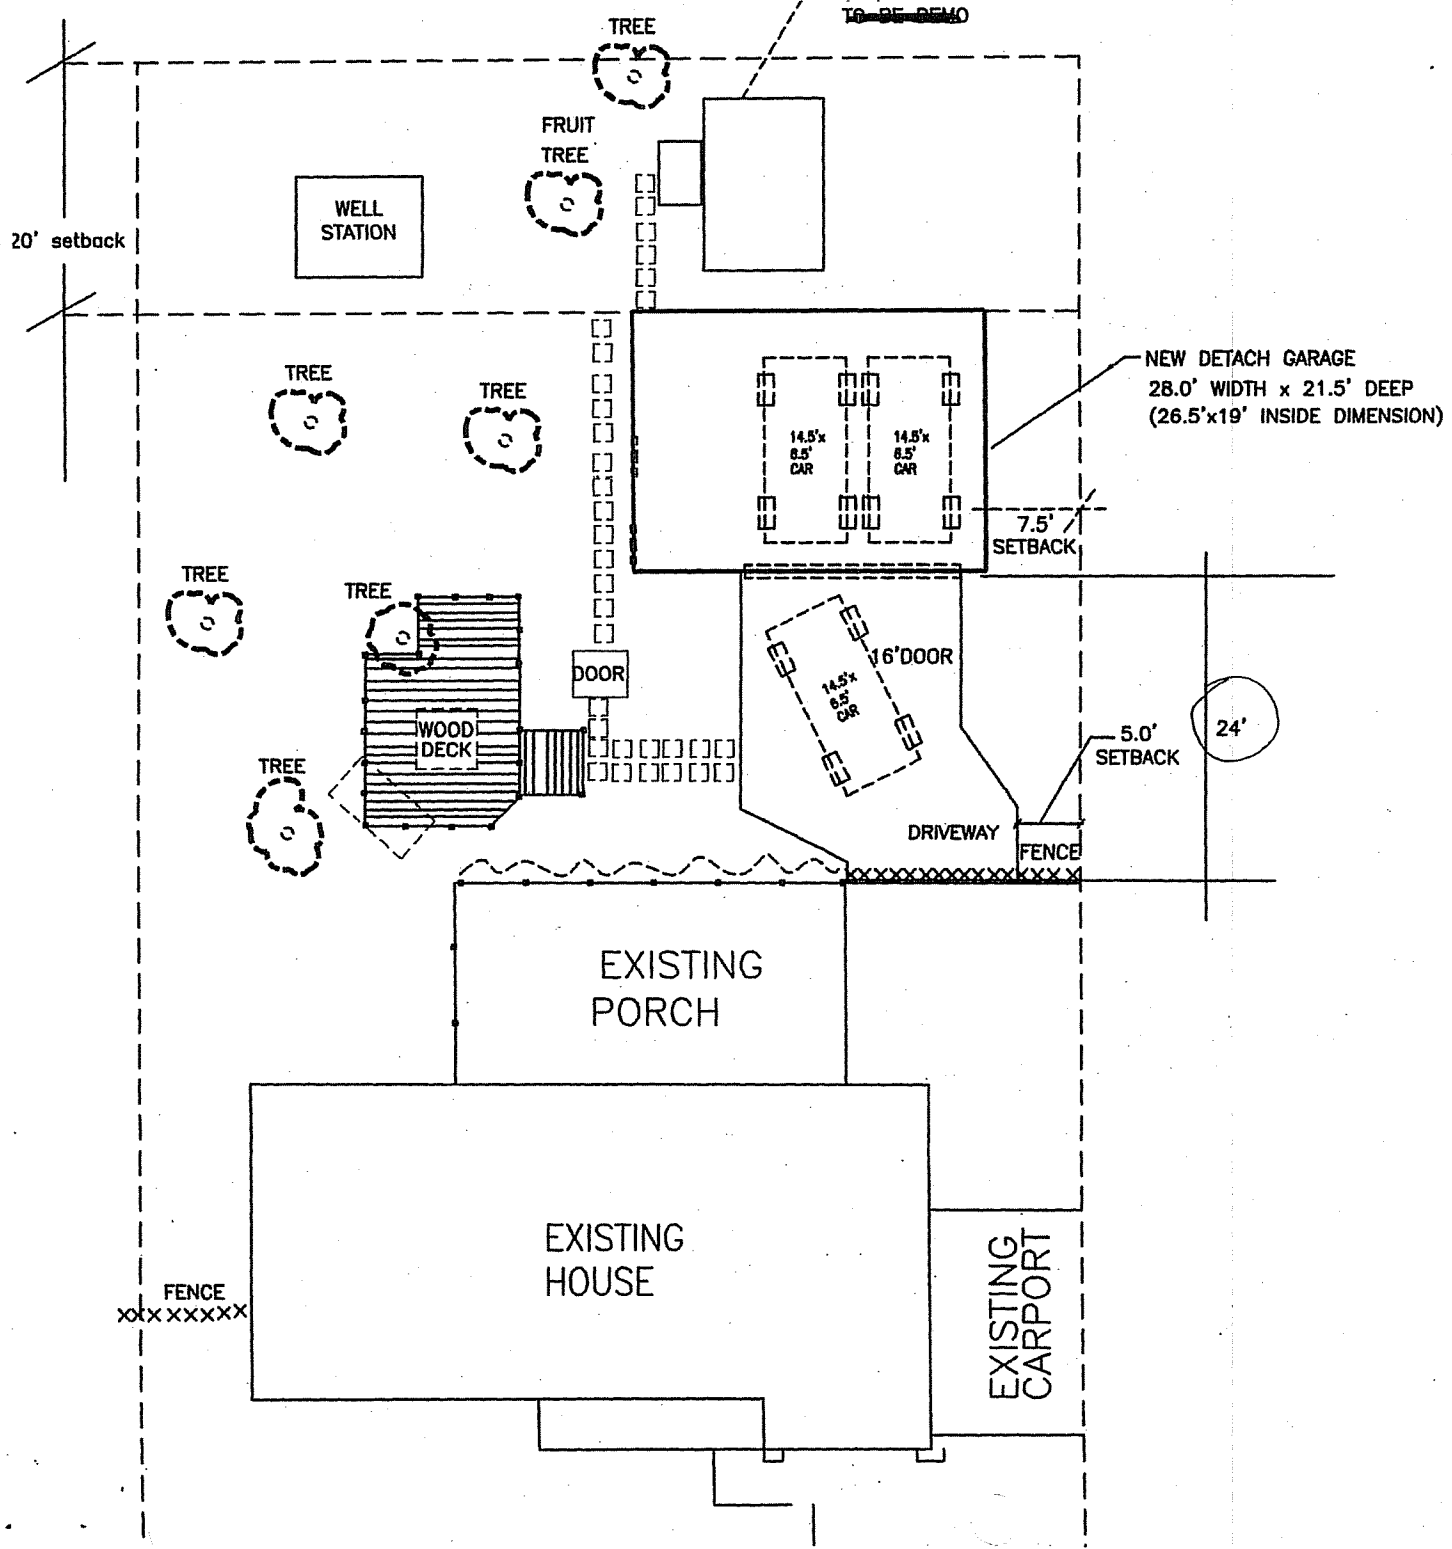 TO BE DEMO
TREE
FRUIT
TREE
WELL
STATION
20' setback
NEW DETACH GARAGE
28.0' WIDTH x 21.5' DEEP
(26.5'x19' INSIDE DIMENSION)
TREE
TREE
14.5'x
6.5'
CAR
14.5'x
6.5'
CAR
7.5'
SETBACK
TREE
TREE
DOOR
16'DOOR
14.5'x
6.5'
CAR
WOOD
DECK
5.0'
SETBACK
24'
TREE
DRIVEWAY
FENCE
EXISTING
PORCH
EXISTING
HOUSE
EXISTING
CARPORT
FENCE